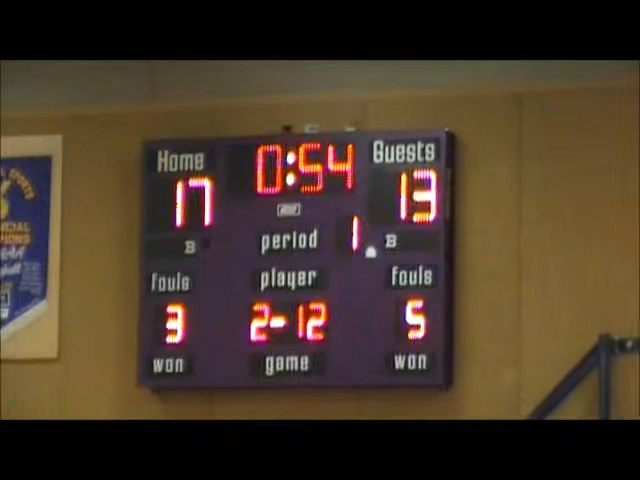 Home 0:54 Guests
17 13
B period 1 B
fouls player fouls
3 2-12 5
won game won